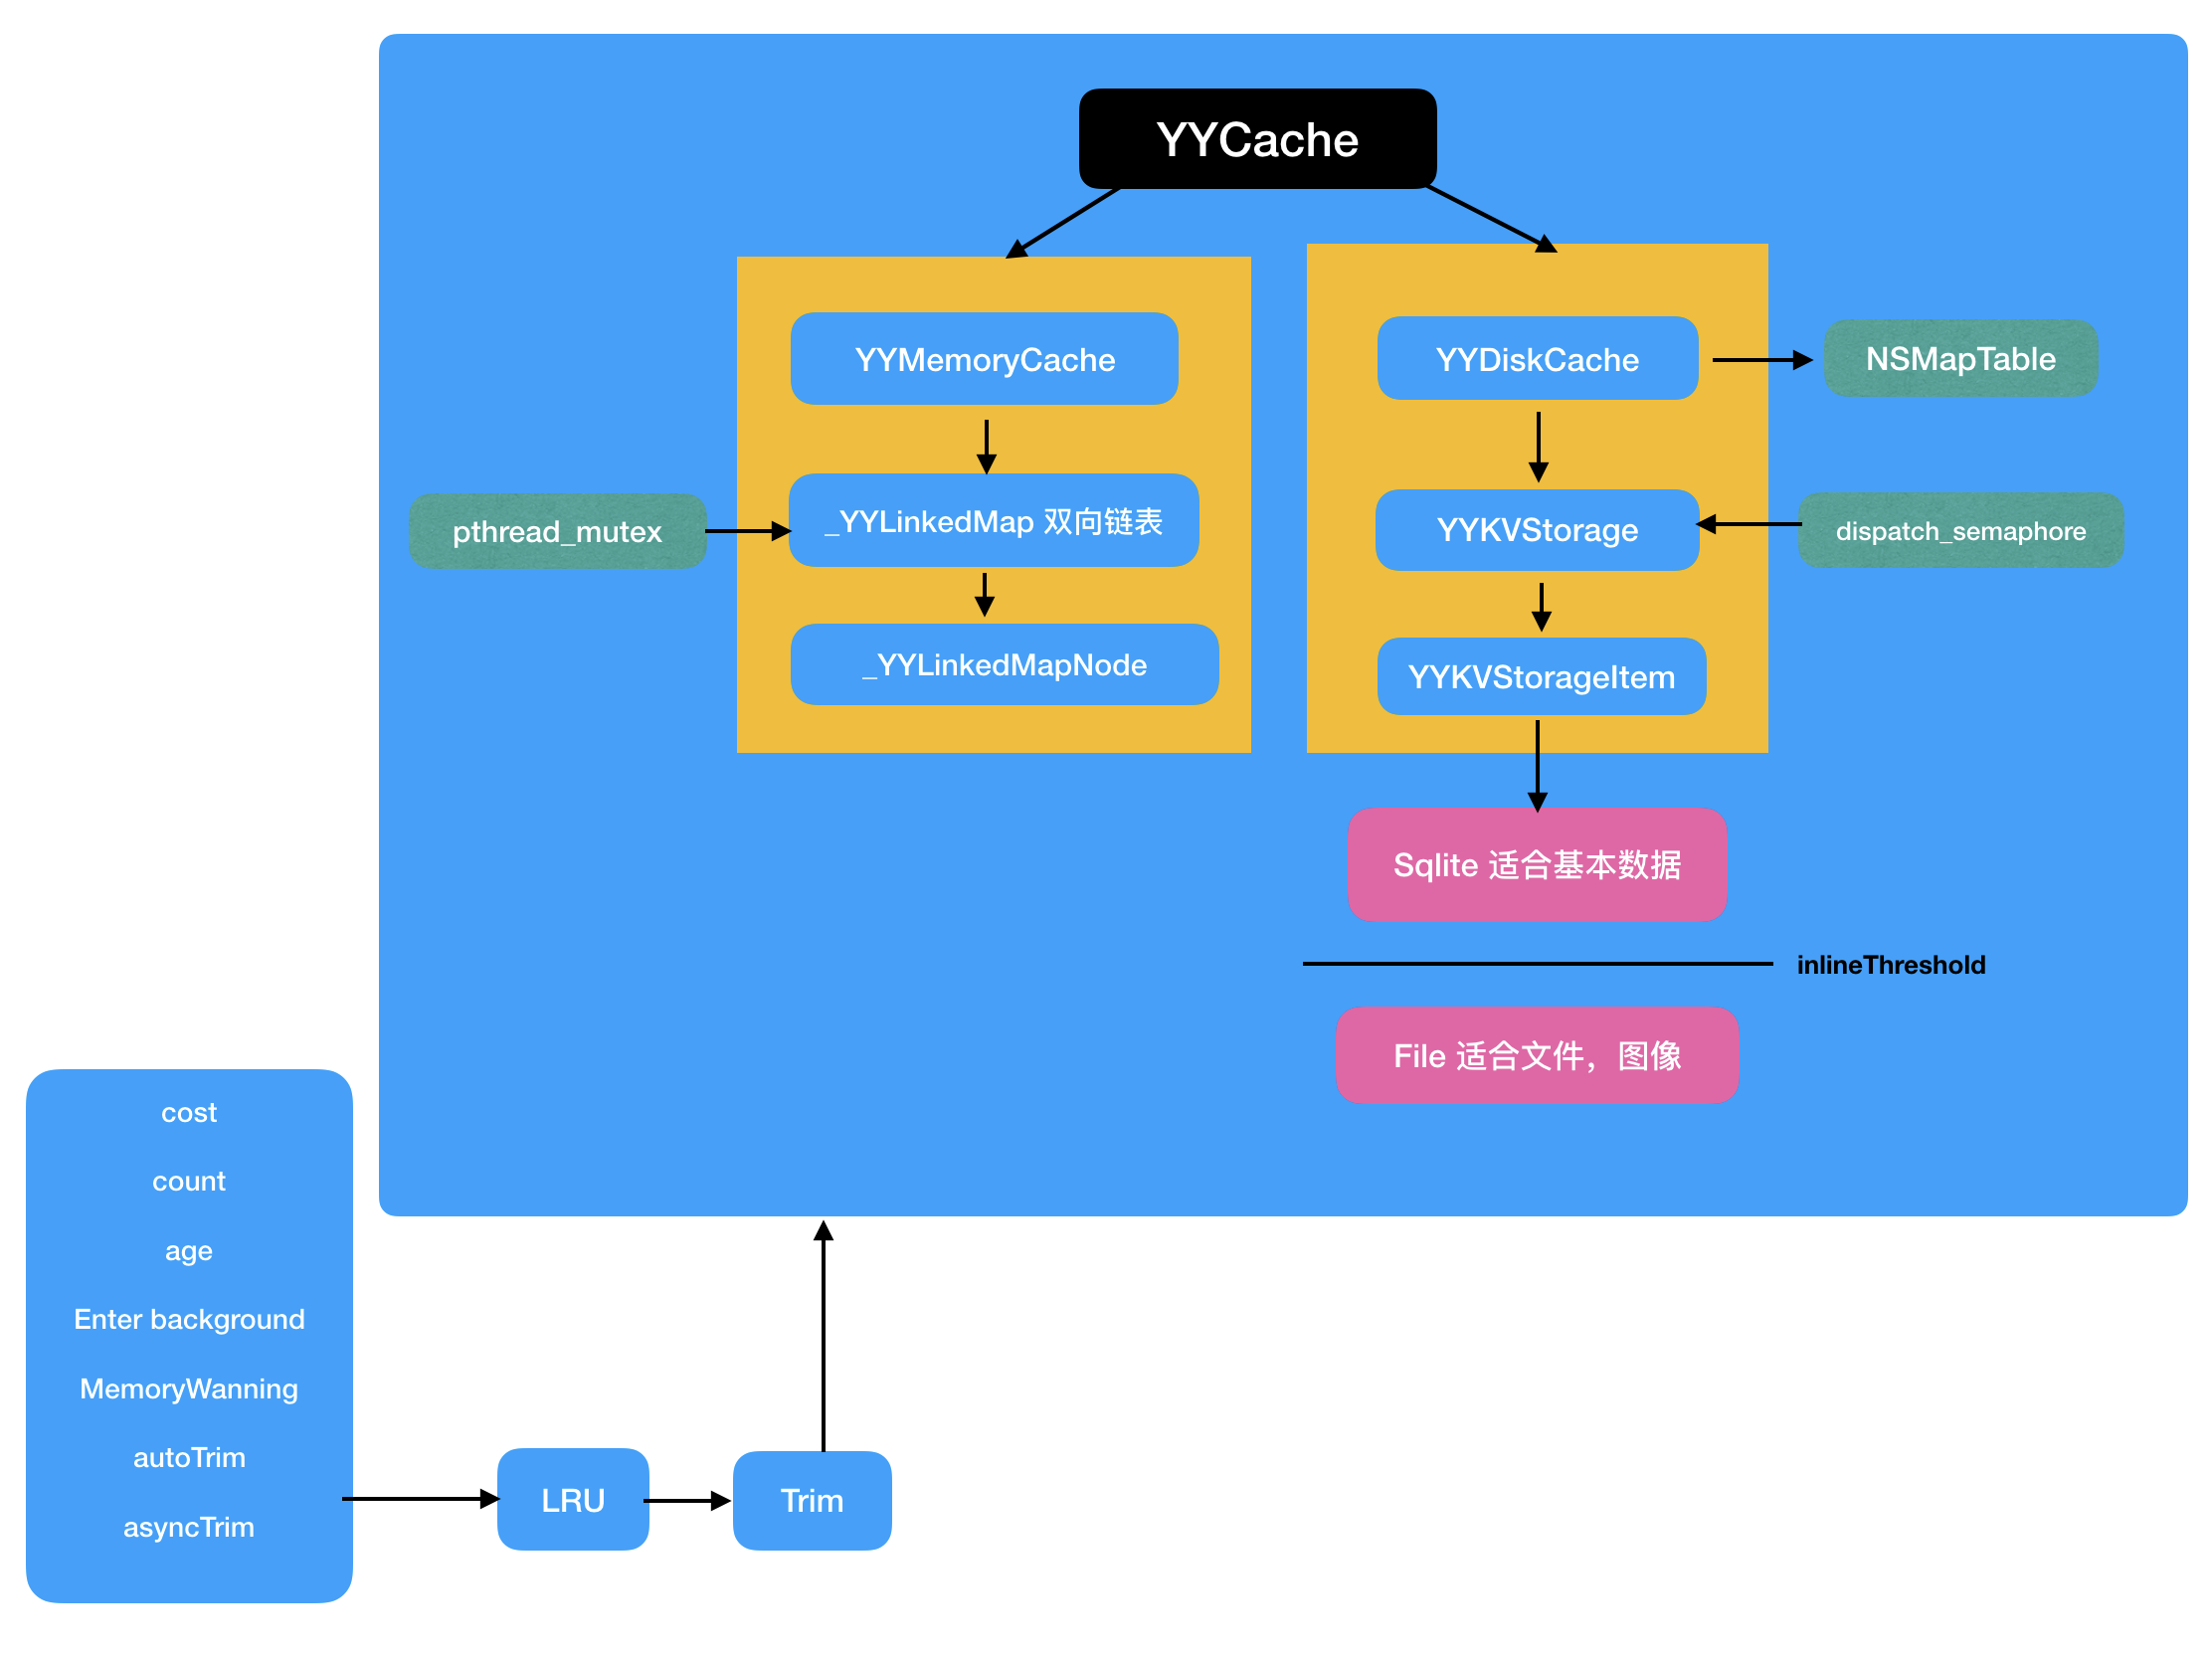 YYCache
YYMemoryCache
YYDiskCache
NSMapTable
pthread_mutex
_YYLinkedMap 双向链表
YYKVStorage
dispatch_semaphore
_YYLinkedMapNode
YYKVStorageItem
Sqlite 适合基本数据
inlineThreshold
File 适合文件，图像
cost
count
age
Enter background
MemoryWanning
autoTrim
asyncTrim
LRU
Trim